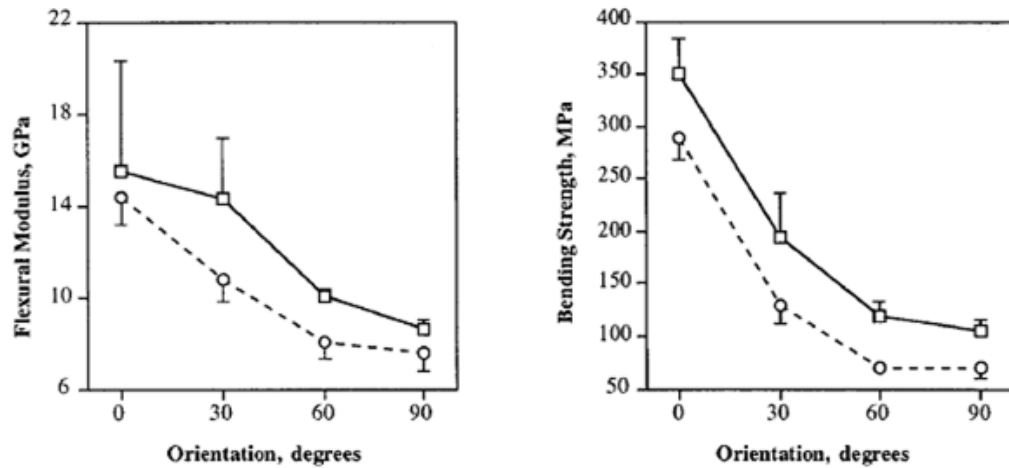 Flexural Modulus, GPa
22
18
14
10
6
0 30 60 90
Orientation, degrees
Bending Strength, MPa
400
350
300
250
200
150
100
50
0 30 60 90
Orientation, degrees